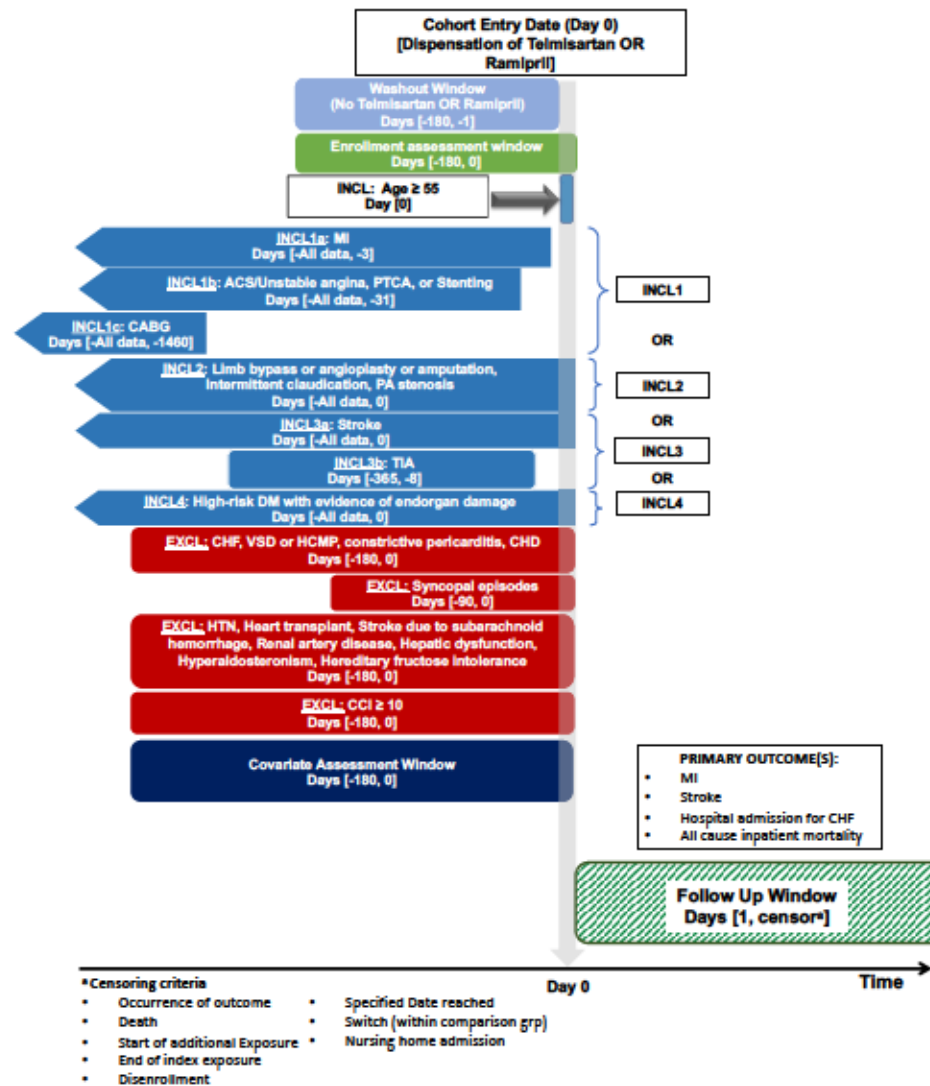 Cohort Entry Date (Day 0)
[Dispensation of Telmisartan OR
Ramipril]
Washout Window
(No Telmisartan OR Ramipril)
Days [-180, -1]
Enrollment assessment window
Days [-180, 0]
INCL: Age ≥ 55
Day [0]
INCL1a: MI
Days [-All data, -3]
INCL1b: ACS/Unstable angina, PTCA, or Stenting
Days [-All data, -31]
INCL1
INCL1c: CABG
Days [-All data, -1460]
OR
INCL2: Limb bypass or angioplasty or amputation,
Intermittent claudication, PA stenosis
Days [-All data, 0]
INCL2
OR
INCL3a: Stroke
Days [-All data, 0]
INCL3
INCL3b: TIA
Days [-365, -8]
OR
INCL4: High-risk DM with evidence of endorgan damage
Days [-All data, 0]
INCL4
EXCL: CHF, VSD or HCMP, constrictive pericarditis, CHD
Days [-180, 0]
EXCL: Syncopal episodes
Days [-90, 0]
EXCL: HTN, Heart transplant, Stroke due to subarachnoid
hemorrhage, Renal artery disease, Hepatic dysfunction,
Hyperaldosteronism, Hereditary fructose intolerance
Days [-180, 0]
EXCL: CCI ≥ 10
Days [-180, 0]
Covariate Assessment Window
Days [-180, 0]
PRIMARY OUTCOME(S):
• MI
• Stroke
• Hospital admission for CHF
• All cause inpatient mortality
Follow Up Window
Days [1, censorª]
Day 0
Time
ªCensoring criteria
• Occurrence of outcome
• Death
• Start of additional Exposure
• End of index exposure
• Disenrollment
• Specified Date reached
• Switch (within comparison grp)
• Nursing home admission